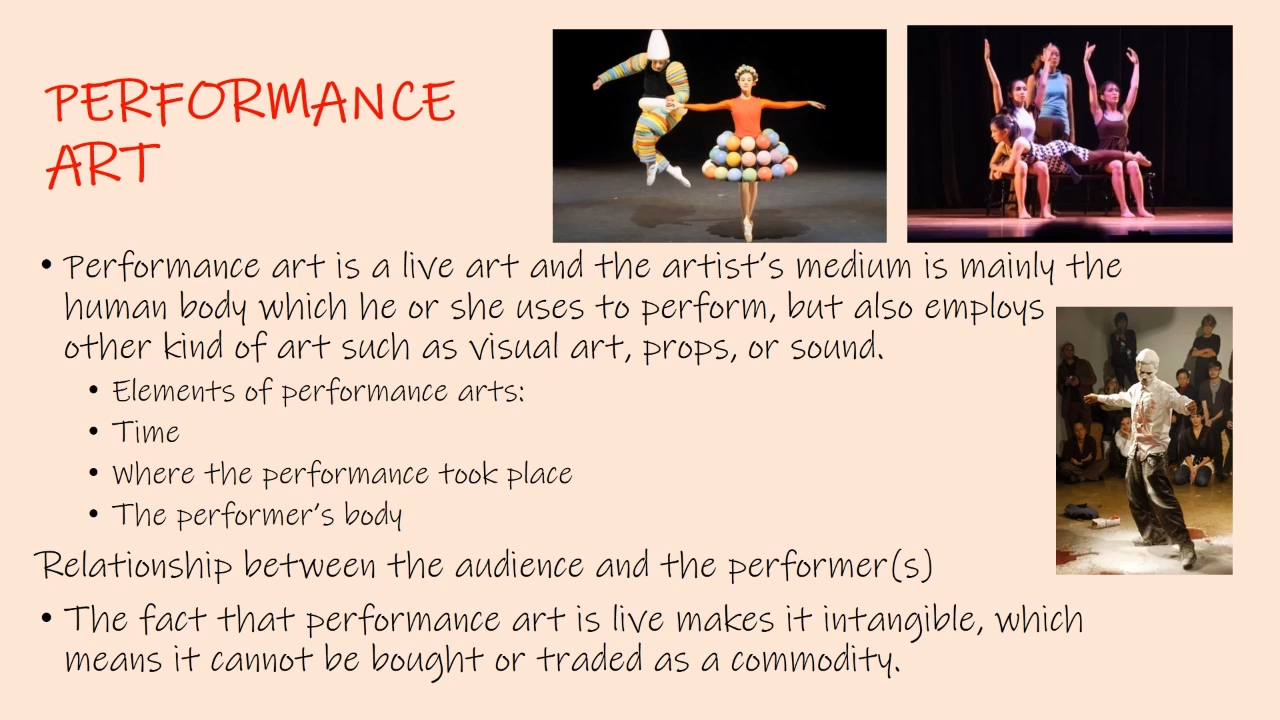 PERFORMANCE
ART
• Performance art is a live art and the artist's medium is mainly the
human body which he or she uses to perform, but also employs
other kind of art such as visual art, props, or sound.
• Elements of performance arts:
• Time
• Where the performance took place
• The performer's body
Relationship between the audience and the performer(s)
• The fact that performance art is live makes it intangible, which
means it cannot be bought or traded as a commodity.